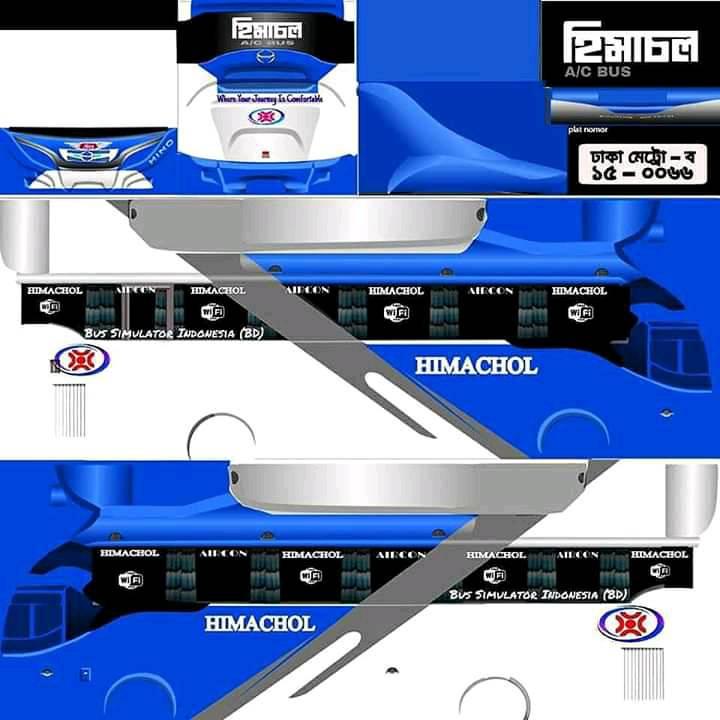 হিমাচল
A/C BUS
Where Your Journey Is Comfortable
HINO
হিমাচল
A/C BUS
plat nomor
ঢাকা মেট্রো – ব
১৫ – ০০৬৬
HIMACHOL AIRCON HIMACHOL AIRCON HIMACHOL AIRCON HIMACHOL
WiFi WiFi WiFi WiFi
BUS SIMULATOR INDONESIA (BD)
HIMACHOL
HIMACHOL AIRCON HIMACHOL AIRCON HIMACHOL AIRCON HIMACHOL
WiFi WiFi WiFi WiFi
BUS SIMULATOR INDONESIA (BD)
HIMACHOL